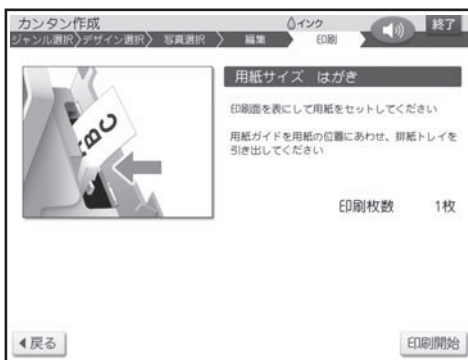 カンタン作成
インク
終了
ジャンル選択〉デザイン選択〉 写真選択 〉 編集
印刷
用紙サイズ はがき
印刷面を表にして用紙をセットしてください
用紙ガイドを用紙の位置にあわせ、排紙トレイを
引き出してください
ABC
印刷枚数 1枚
戻る
印刷開始